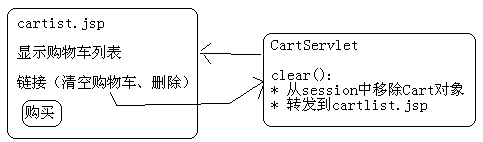 cartist.jsp
显示购物车列表
链接（清空购物车、删除）
购买
CartServlet
clear():
* 从session中移除Cart对象
* 转发到cartlist.jsp